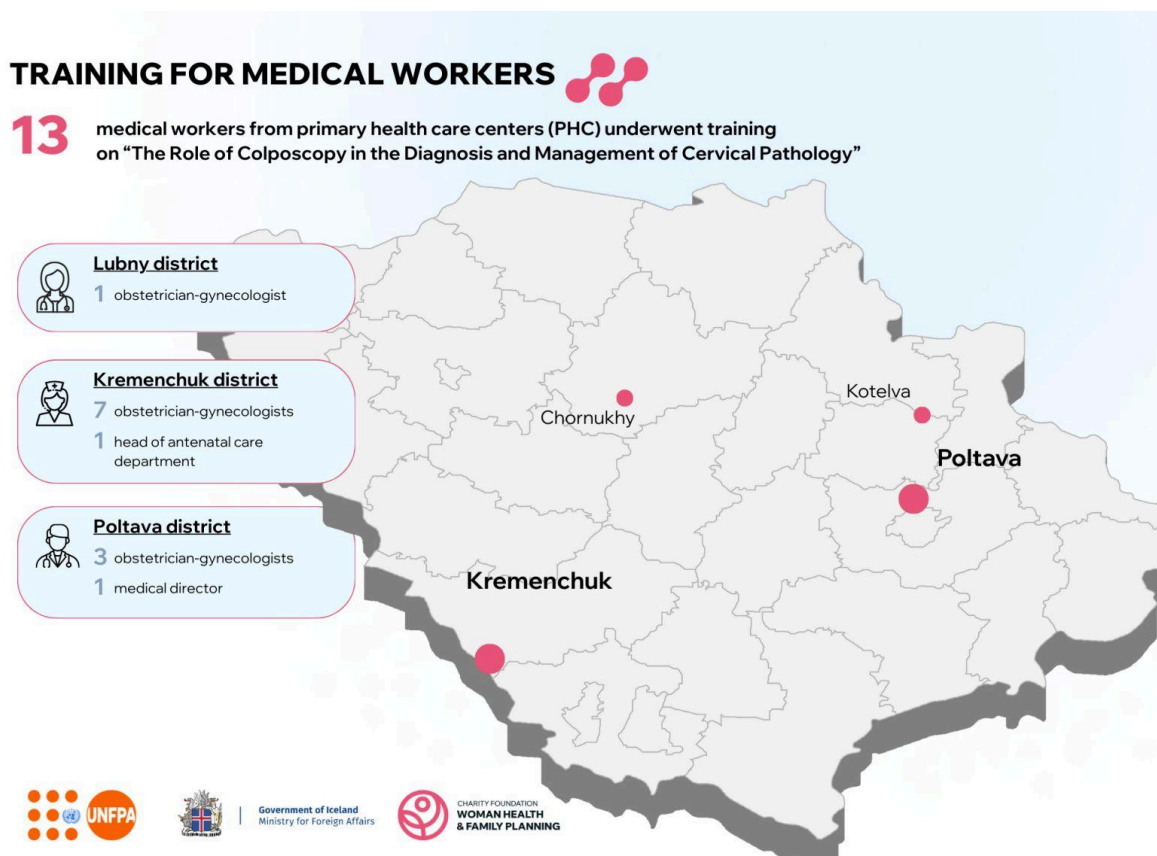 TRAINING FOR MEDICAL WORKERS
13
medical workers from primary health care centers (PHC) underwent training
on “The Role of Colposcopy in the Diagnosis and Management of Cervical Pathology”
Lubny district
1 obstetrician-gynecologist
Kremenchuk district
7 obstetrician-gynecologists
1 head of antenatal care
department
Poltava district
3 obstetrician-gynecologists
1 medical director
Chornukhy
Kotelva
Poltava
Kremenchuk
UNFPA
Government of Iceland
Ministry for Foreign Affairs
CHARITY FOUNDATION
WOMAN HEALTH
& FAMILY PLANNING